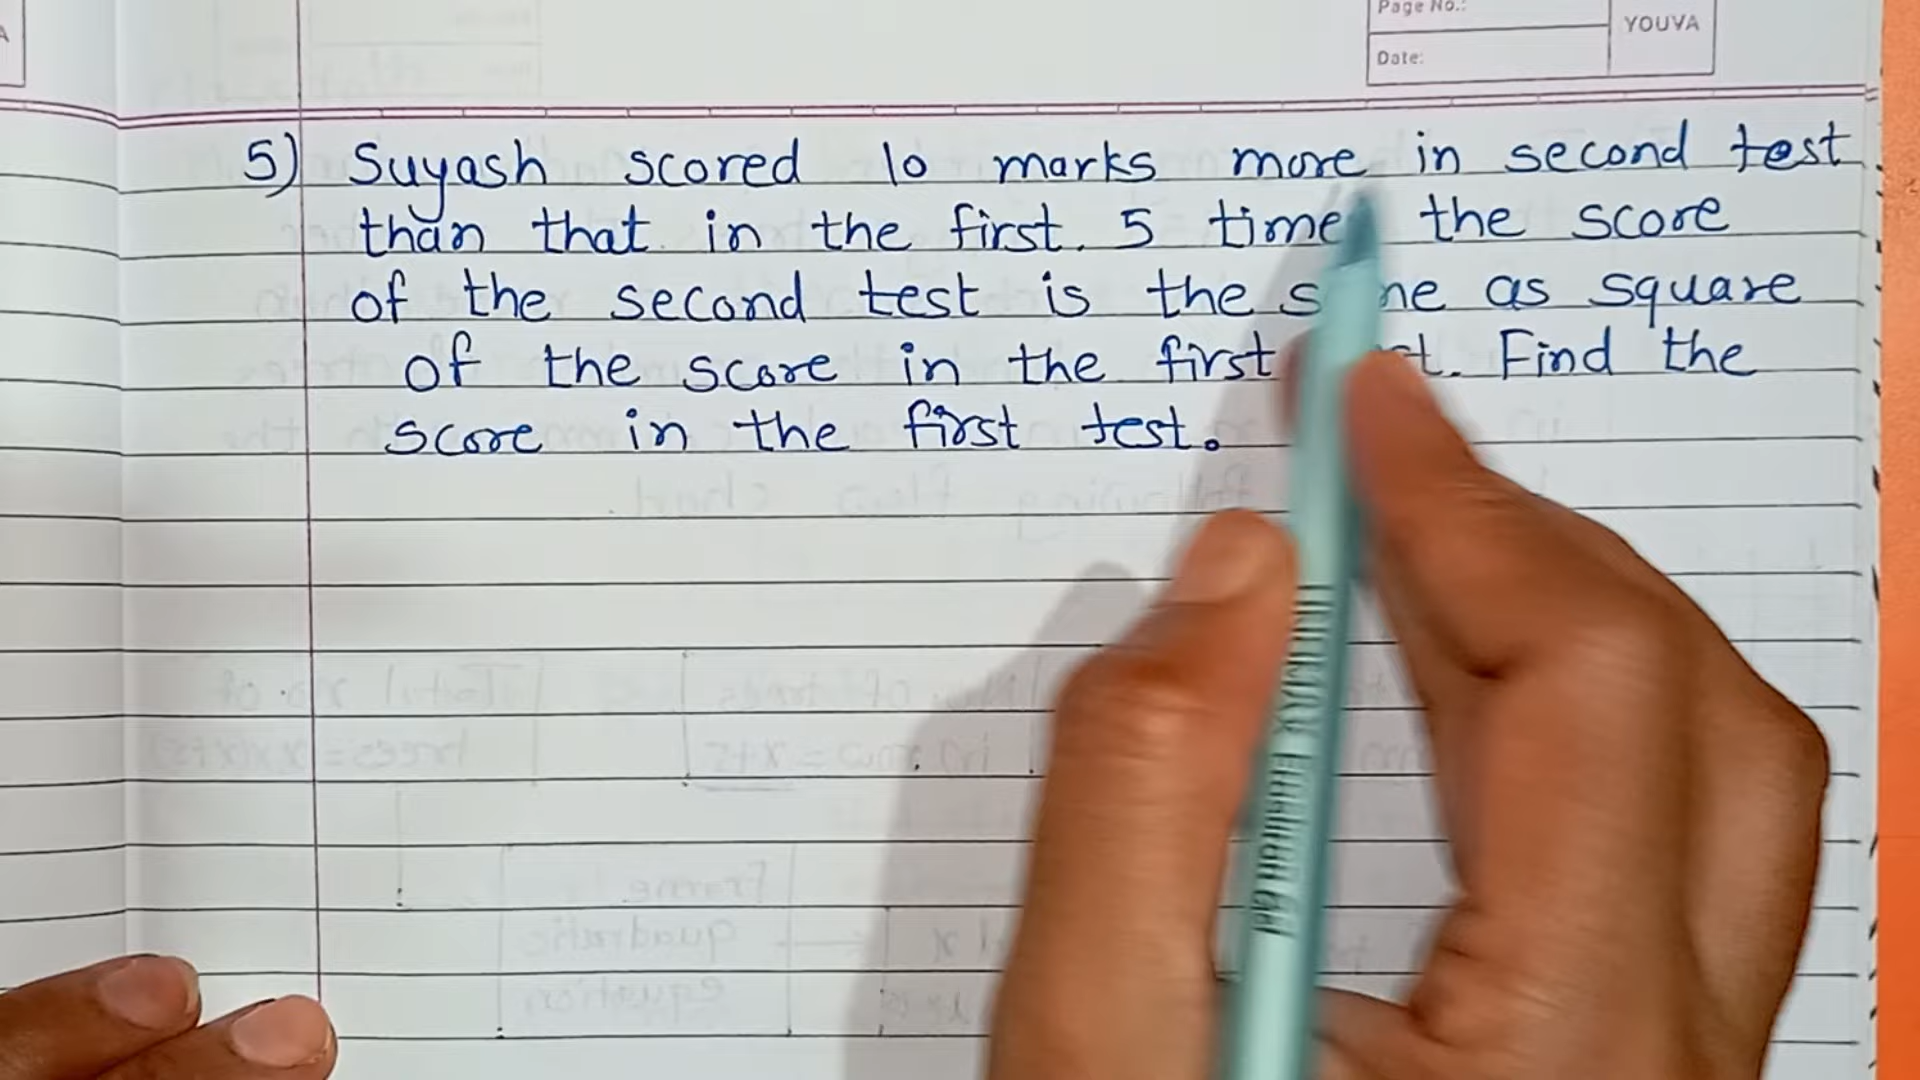 Page No.:
YOUVA
Date:
5) Suyash scored 10 marks more in second test
than that in the first. 5 times the score
of the second test is the as square
of the score in the first Find the
score in the first test.